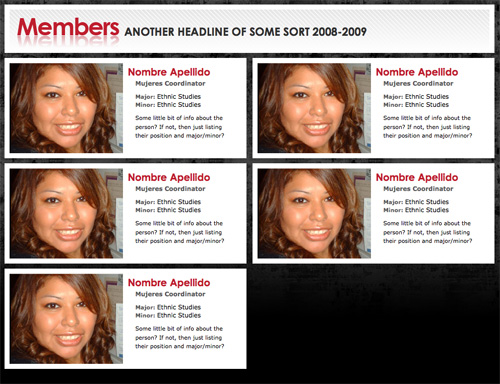 Members ANOTHER HEADLINE OF SOME SORT 2008-2009
Nombre Apellido
Mujeres Coordinator
Major: Ethnic Studies
Minor: Ethnic Studies
Some little bit of info about the
person? If not, then just listing
their position and major/minor?
Nombre Apellido
Mujeres Coordinator
Major: Ethnic Studies
Minor: Ethnic Studies
Some little bit of info about the
person? If not, then just listing
their position and major/minor?
Nombre Apellido
Mujeres Coordinator
Major: Ethnic Studies
Minor: Ethnic Studies
Some little bit of info about the
person? If not, then just listing
their position and major/minor?
Nombre Apellido
Mujeres Coordinator
Major: Ethnic Studies
Minor: Ethnic Studies
Some little bit of info about the
person? If not, then just listing
their position and major/minor?
Nombre Apellido
Mujeres Coordinator
Major: Ethnic Studies
Minor: Ethnic Studies
Some little bit of info about the
person? If not, then just listing
their position and major/minor?